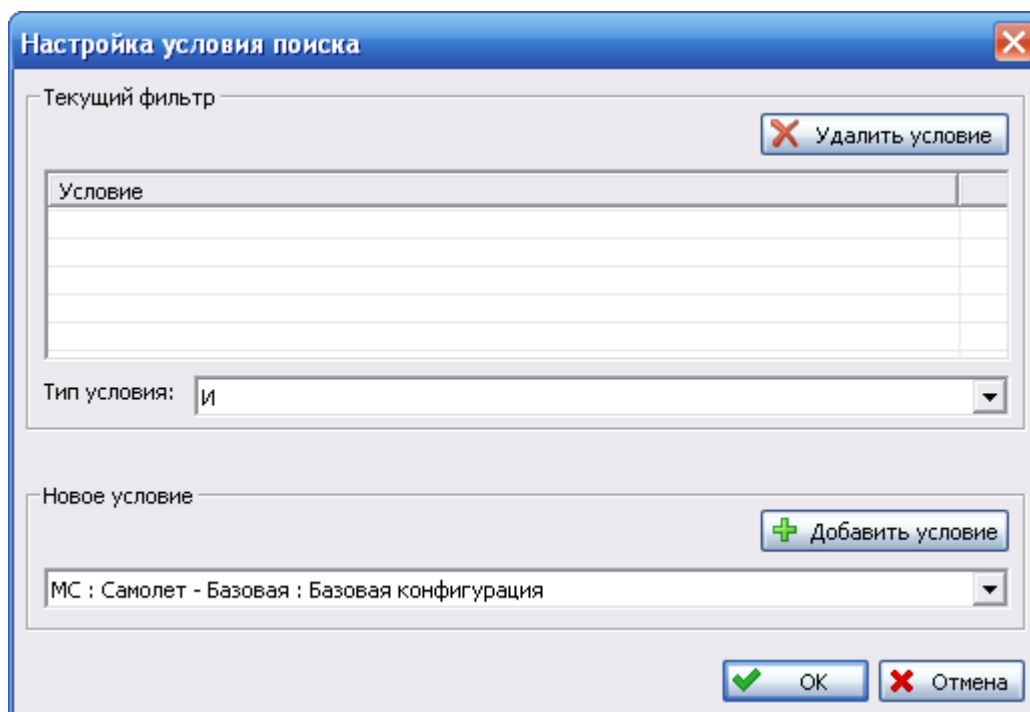 Настройка условия поиска
Текущий фильтр
Удалить условие
Условие
Тип условия: И
Новое условие
Добавить условие
МС : Самолет - Базовая : Базовая конфигурация
OK Отмена